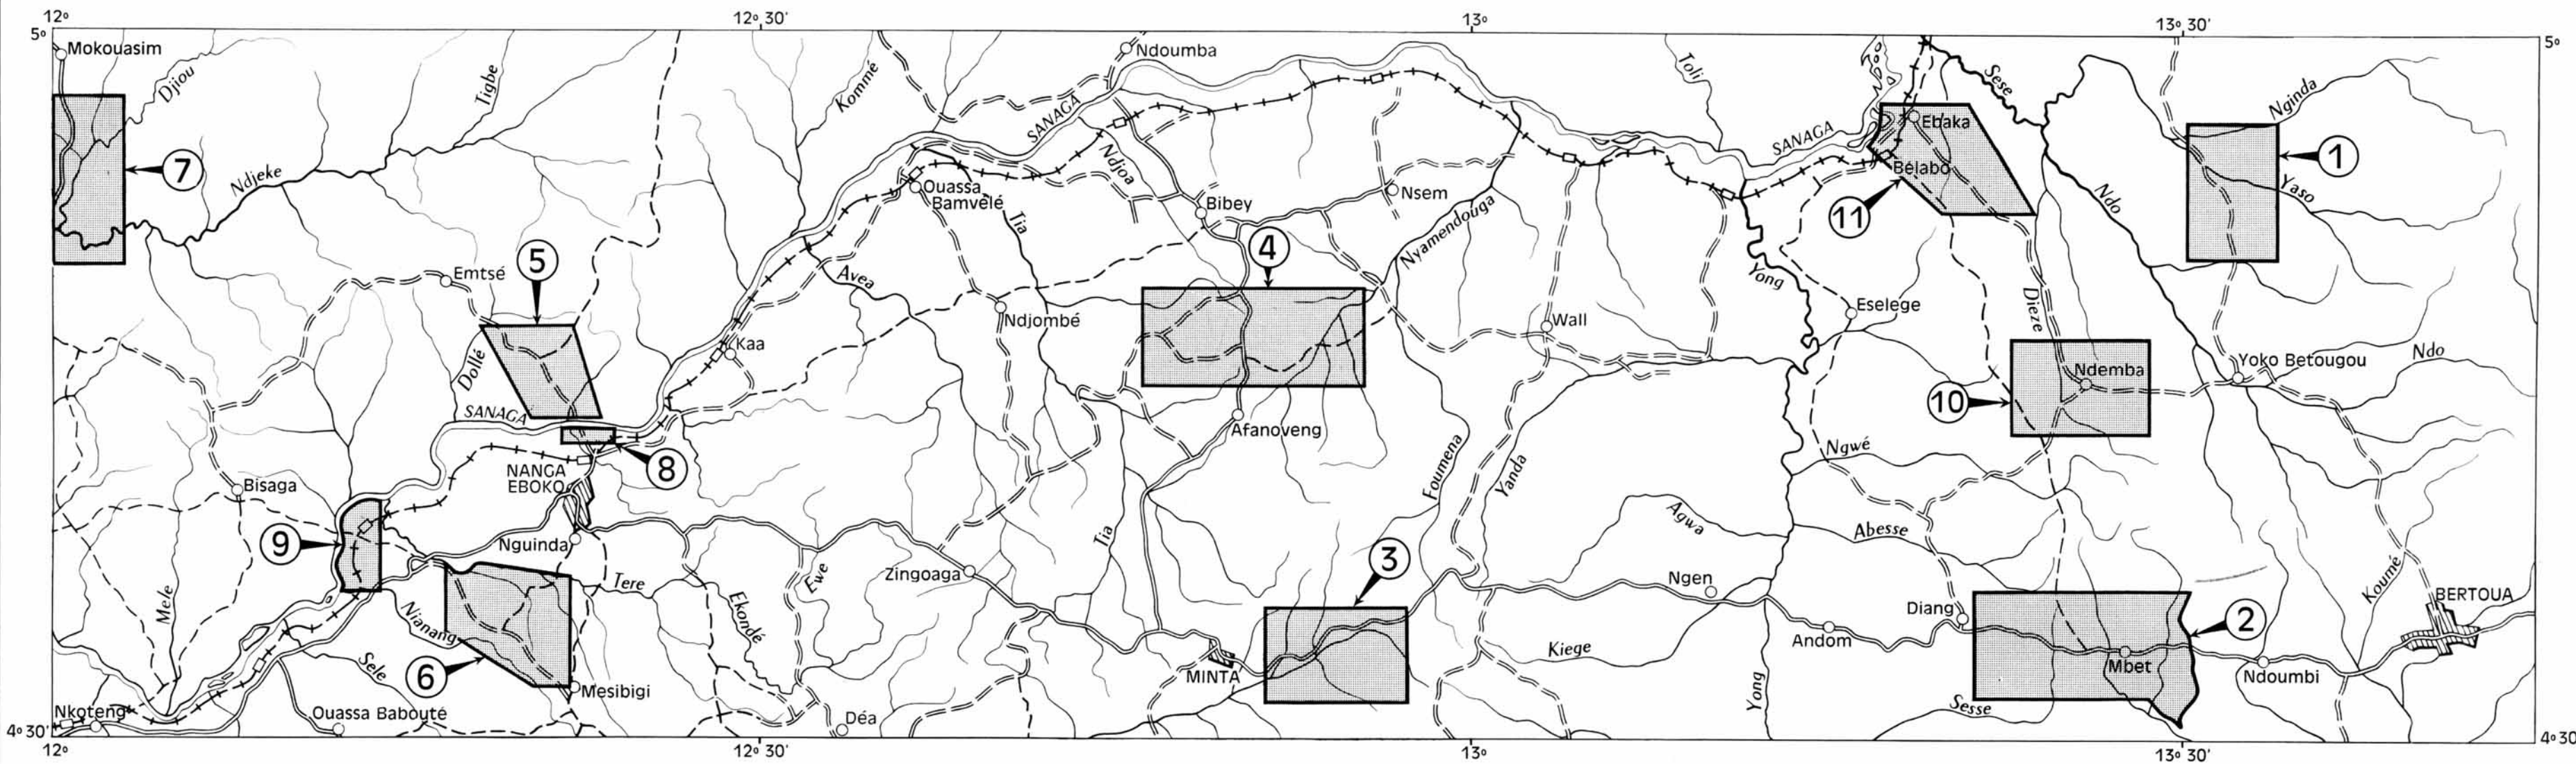 12°
12° 30'
13°
13° 30'
5°
5°
Mokouasim
Djiou
Tigbe
Kommé
Ndoumba
Toli
Sese
Nginda
SANAGA
SANAGA
Ebaka
7
Ndjeke
Ndjoa
Bélabo
1
Ouassa
Bamvelé
Tia
Bibey
Nsem
Nyamendouga
11
Ndo
Yaso
5
4
Emtsé
Avea
Yong
Ndjombé
Wall
Eselege
Dieze
Kaa
Dollé
Ndemba
Yoko Betougou
Ndo
10
SANAGA
Afanoveng
8
NANGA
EBOKO
Foumena
Yanda
Ngwé
Bisaga
Agwa
Abesse
9
Nguinda
Tia
3
Zingoaga
Ewe
Tere
Ekondé
Ngen
Koumé
BERTOUA
Mele
Njanang
Diang
2
Andom
Kiege
Mbet
Ndoumbi
Sele
6
Mesibigi
MINTA
Yong
Sesse
Nkoteng
Ouassa Babouté
Déa
4° 30'
4° 30
12°
12° 30'
13°
13° 30'